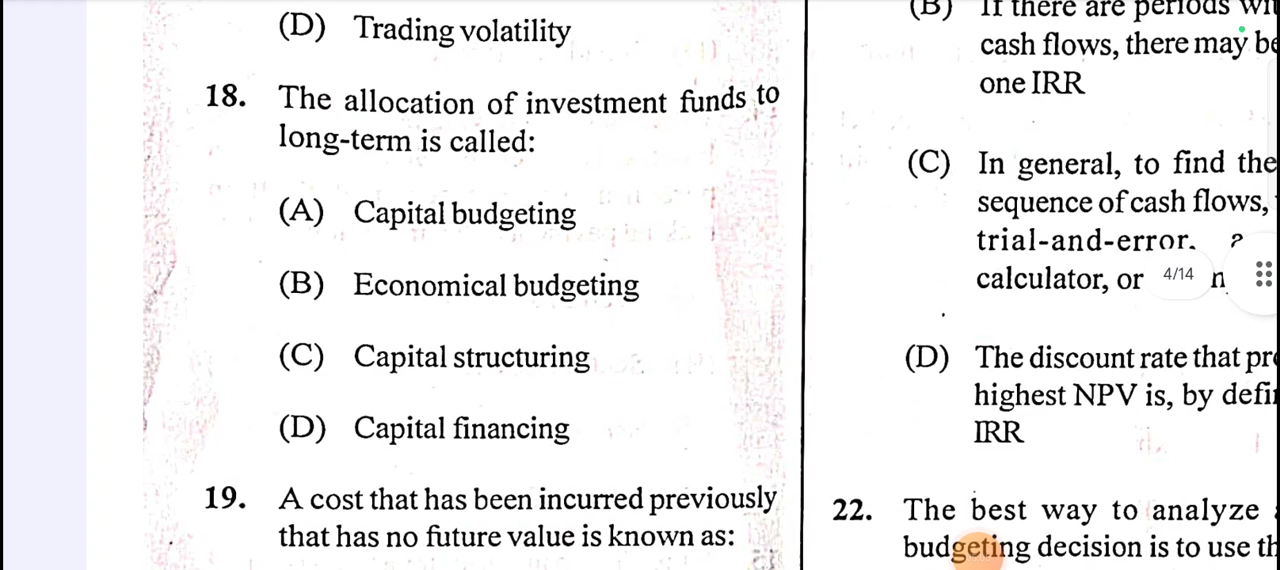 (D) Trading volatility
18. The allocation of investment funds to
long-term is called:
(A) Capital budgeting
(B) Economical budgeting
(C) Capital structuring
(D) Capital financing
19. A cost that has been incurred previously
that has no future value is known as:
(B) If there are periods
cash flows, there may
one IRR
(C) In general, to find the
sequence of cash flows,
trial-and-error.
calculator, or
4/14
(D) The discount rate that
highest NPV is, by
IRR
22. The best way to analyze
budgeting decision is to use